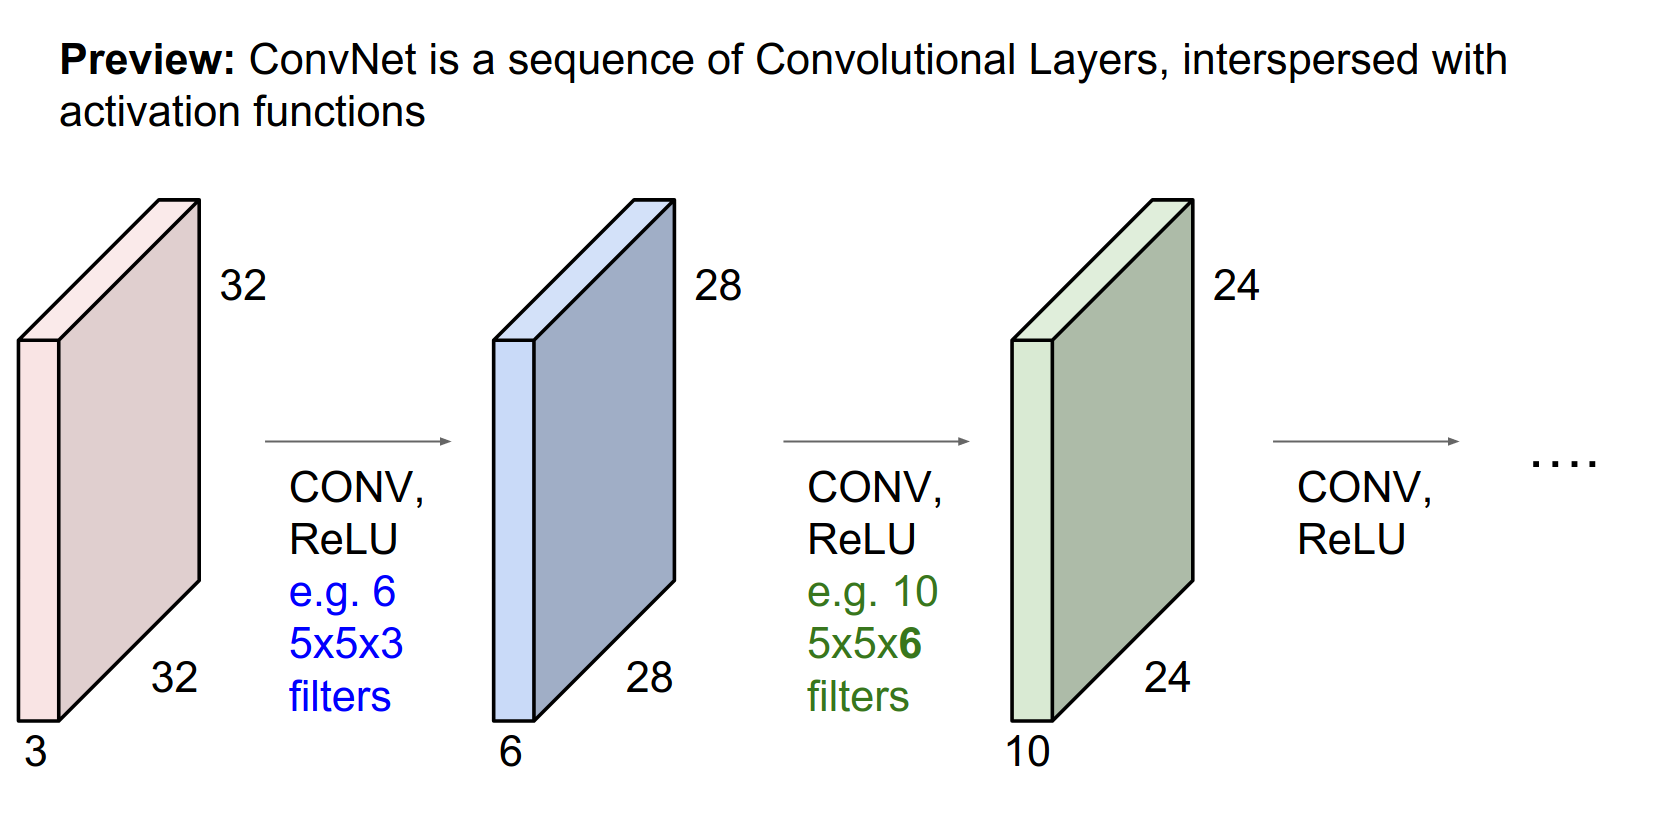 Preview: ConvNet is a sequence of Convolutional Layers, interspersed with
activation functions
32
32
3
CONV,
ReLU
e.g. 6
5x5x3
filters
28
28
6
CONV,
ReLU
e.g. 10
5x5x6
filters
24
24
10
CONV,
ReLU
....